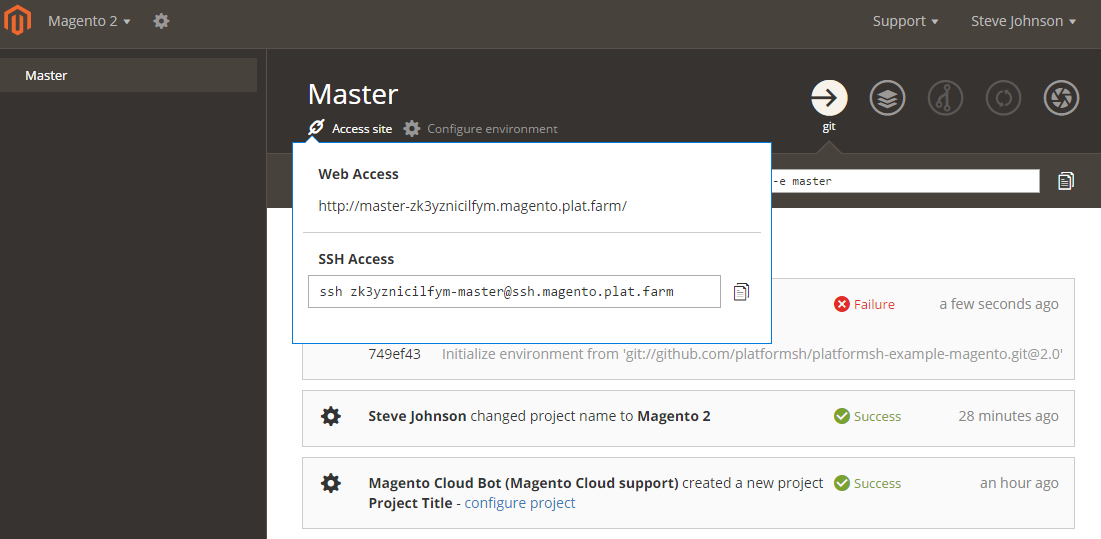 Magento 2
Support
Steve Johnson
Master
Master
Access site
Configure environment
git
-e master
Web Access
http://master-zk3yznicilfym.magento.plat.farm/
SSH Access
ssh zk3yznicilfym-master@ssh.magento.plat.farm
Failure
a few seconds ago
749ef43 Initialize environment from 'git://github.com/platformsh/platformsh-example-magento.git@2.0'
Steve Johnson changed project name to Magento 2 Success 28 minutes ago
Magento Cloud Bot (Magento Cloud support) created a new project Success an hour ago
Project Title - configure project